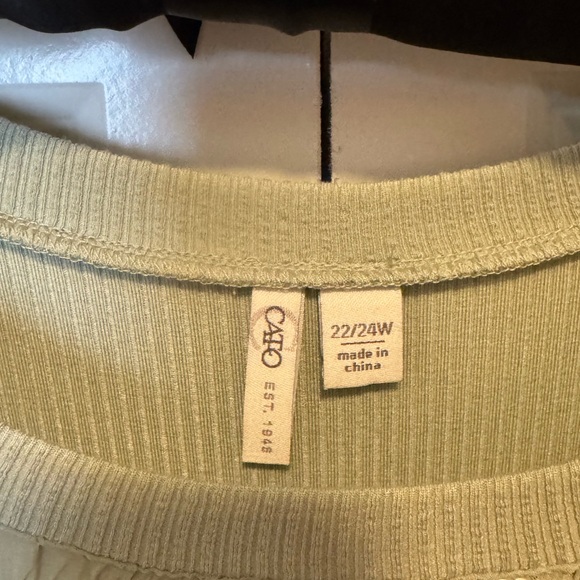 CATO
EST. 1946
22/24W
made in
china